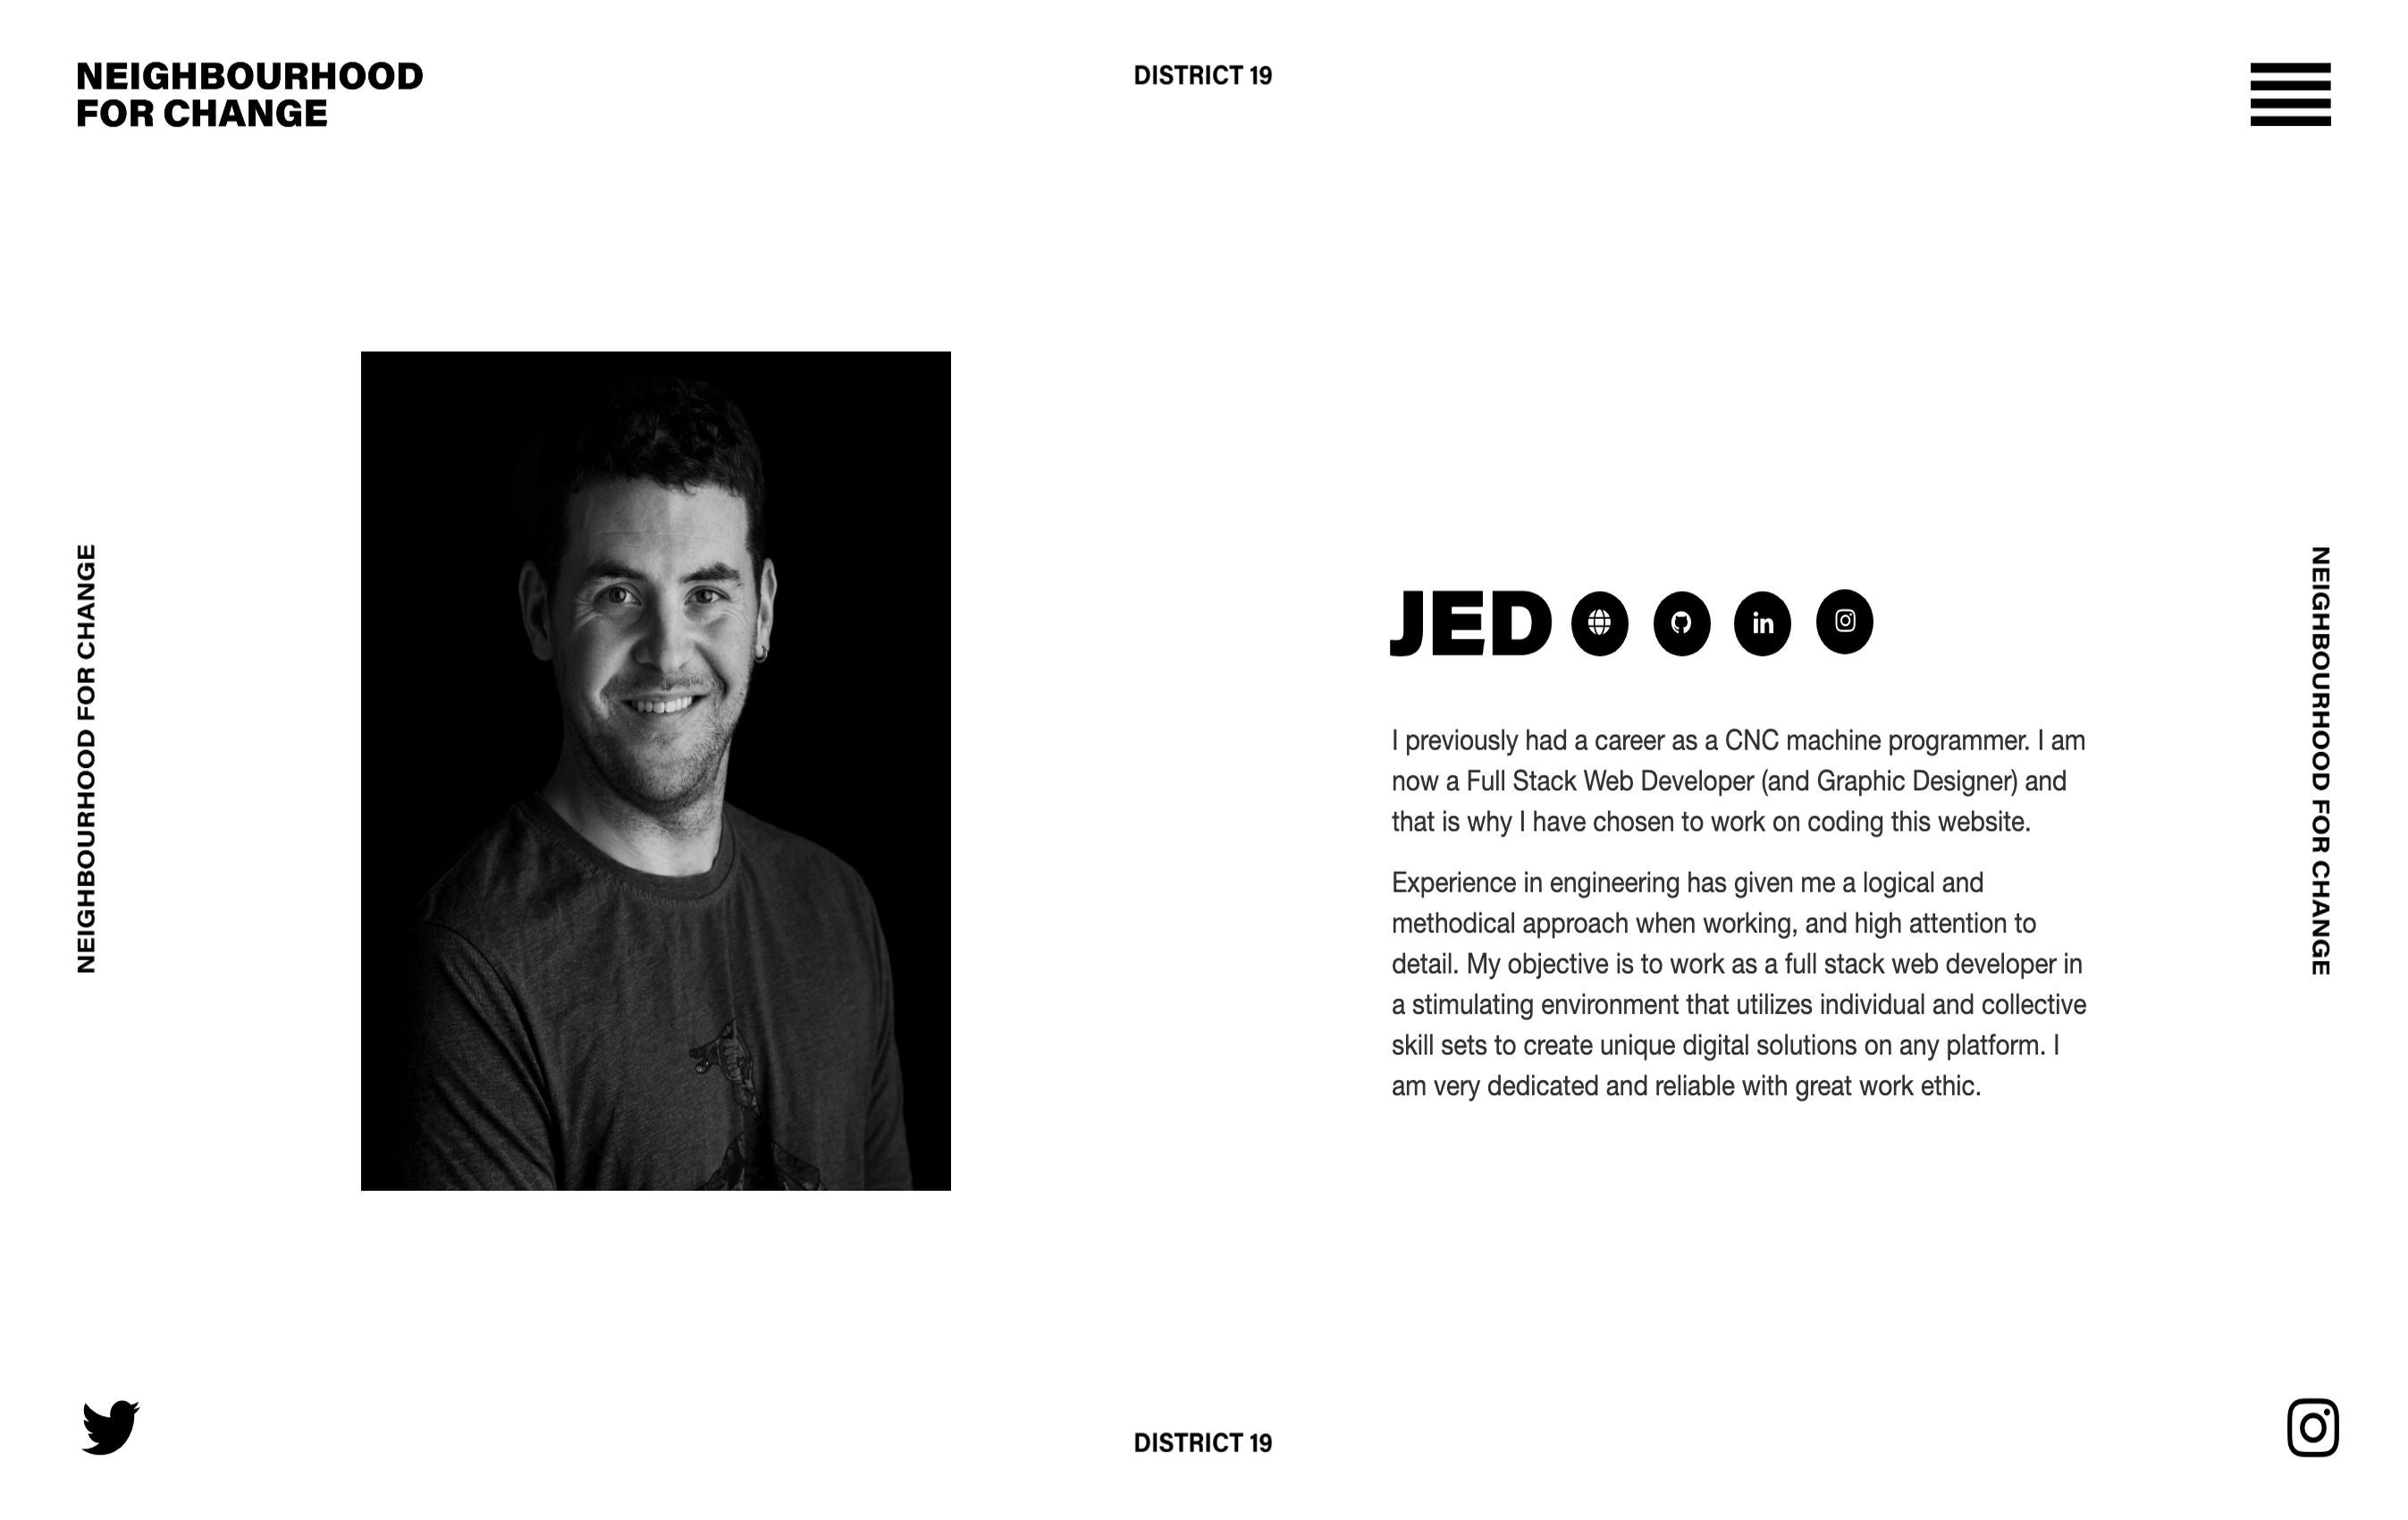 NEIGHBOURHOOD
FOR CHANGE
DISTRICT 19
NEIGHBOURHOOD FOR CHANGE
JED
in
I previously had a career as a CNC machine programmer. I am
now a Full Stack Web Developer (and Graphic Designer) and
that is why I have chosen to work on coding this website.
Experience in engineering has given me a logical and
methodical approach when working, and high attention to
detail. My objective is to work as a full stack web developer in
a stimulating environment that utilizes individual and collective
skill sets to create unique digital solutions on any platform. I
am very dedicated and reliable with great work ethic.
NEIGHBOURHOOD FOR CHANGE
DISTRICT 19